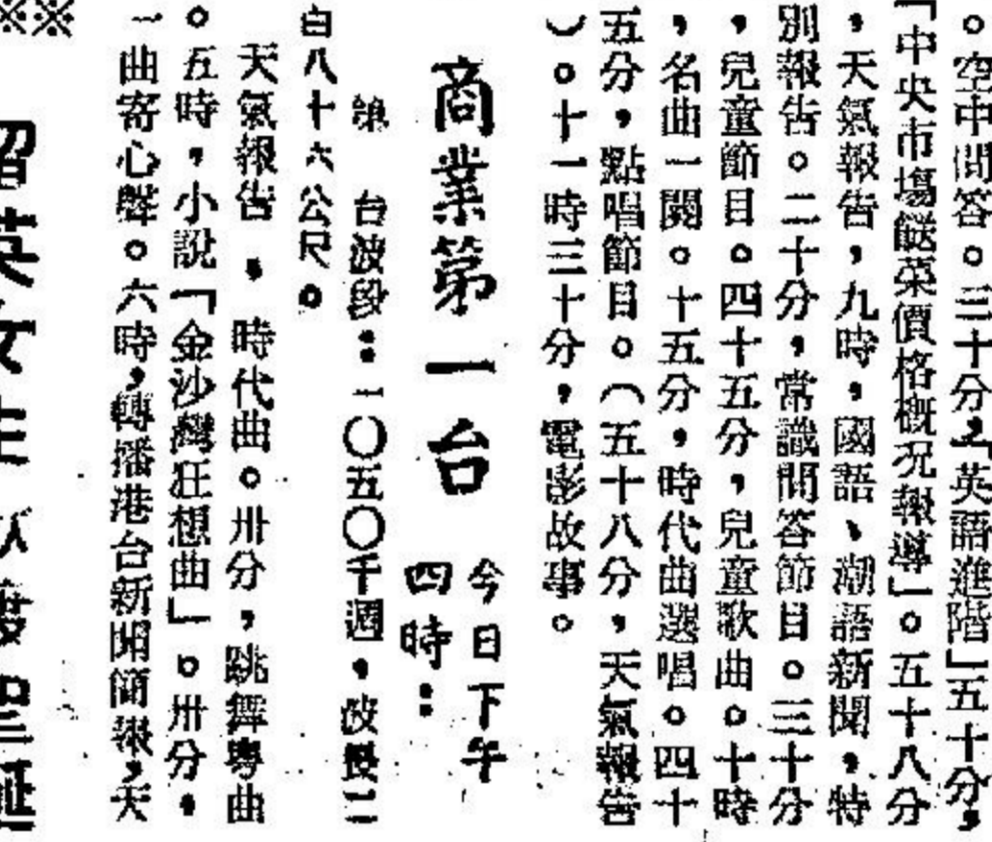 。空中問答。三十分，「英語進階」五十分，
「中央市塲餸菜價格概況報導」。五十八分
，天氣報告，九時，國語、潮語新聞，特
別報告。二十分，常識問答節目。三十分
，兒童節目。四十五分，兒童歌曲。十時
，名曲一闋。十五分，時代曲選唱。四十
五分，點唱節目。（五十八分，天氣報告
）。十一時三十分，電影故事。
商業第一台
今日下午
四時：
台波段：一〇五〇千週，波長二
百八十六公尺。
天氣報告，時代曲。卅分，跳舞粵曲
。五時，小說「金沙灣狂想曲」。卅分，
一曲寄心聲。六時，轉播港台新聞簡報，天
※※